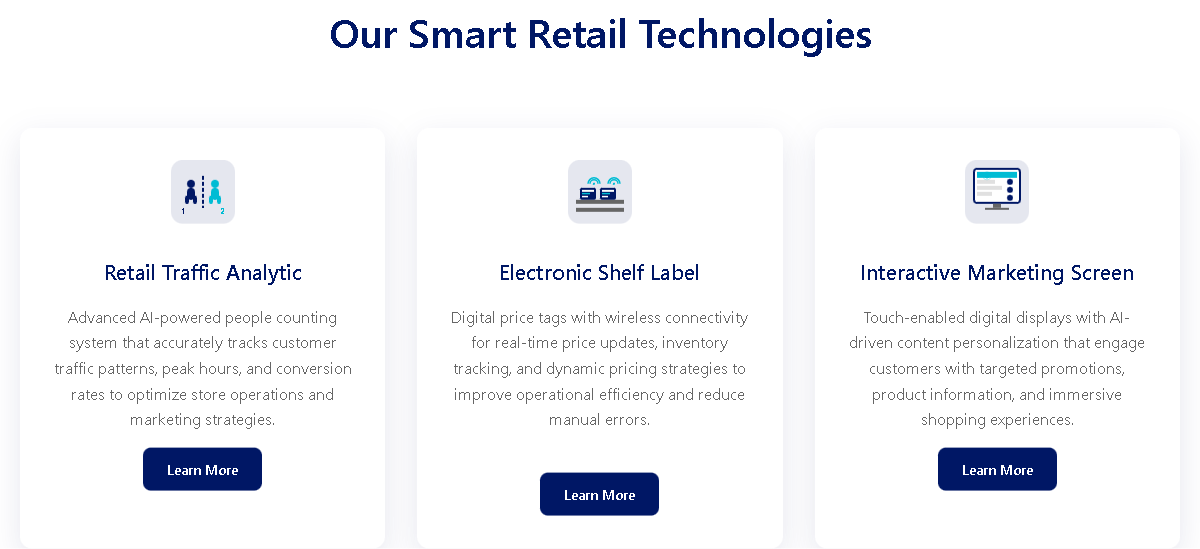 Our Smart Retail Technologies
1 2
Retail Traffic Analytic
Advanced AI-powered people counting
system that accurately tracks customer
traffic patterns, peak hours, and conversion
rates to optimize store operations and
marketing strategies.
Learn More
Electronic Shelf Label
Digital price tags with wireless connectivity
for real-time price updates, inventory
tracking, and dynamic pricing strategies to
improve operational efficiency and reduce
manual errors.
Learn More
Interactive Marketing Screen
Touch-enabled digital displays with AI-
driven content personalization that engage
customers with targeted promotions,
product information, and immersive
shopping experiences.
Learn More